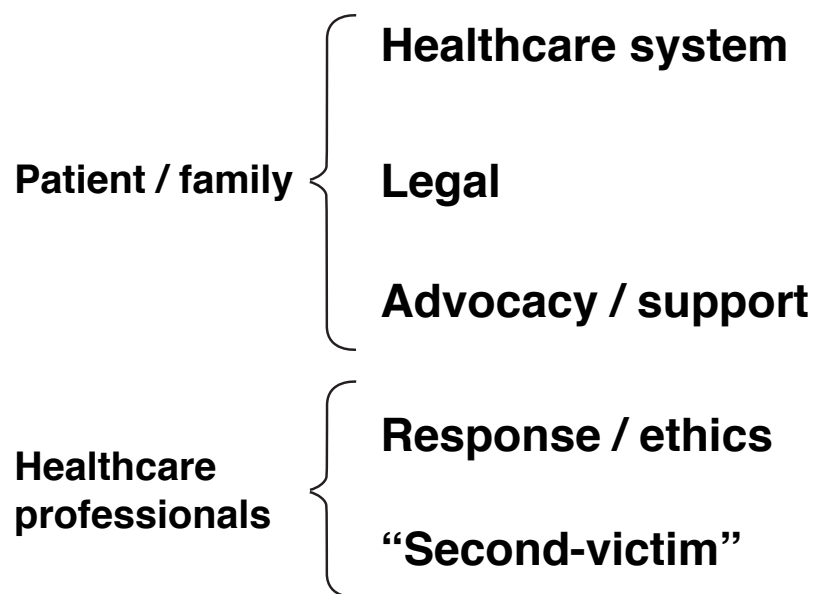 Patient / family
Healthcare system
Legal
Advocacy / support
Healthcare
professionals
Response / ethics
“Second-victim”